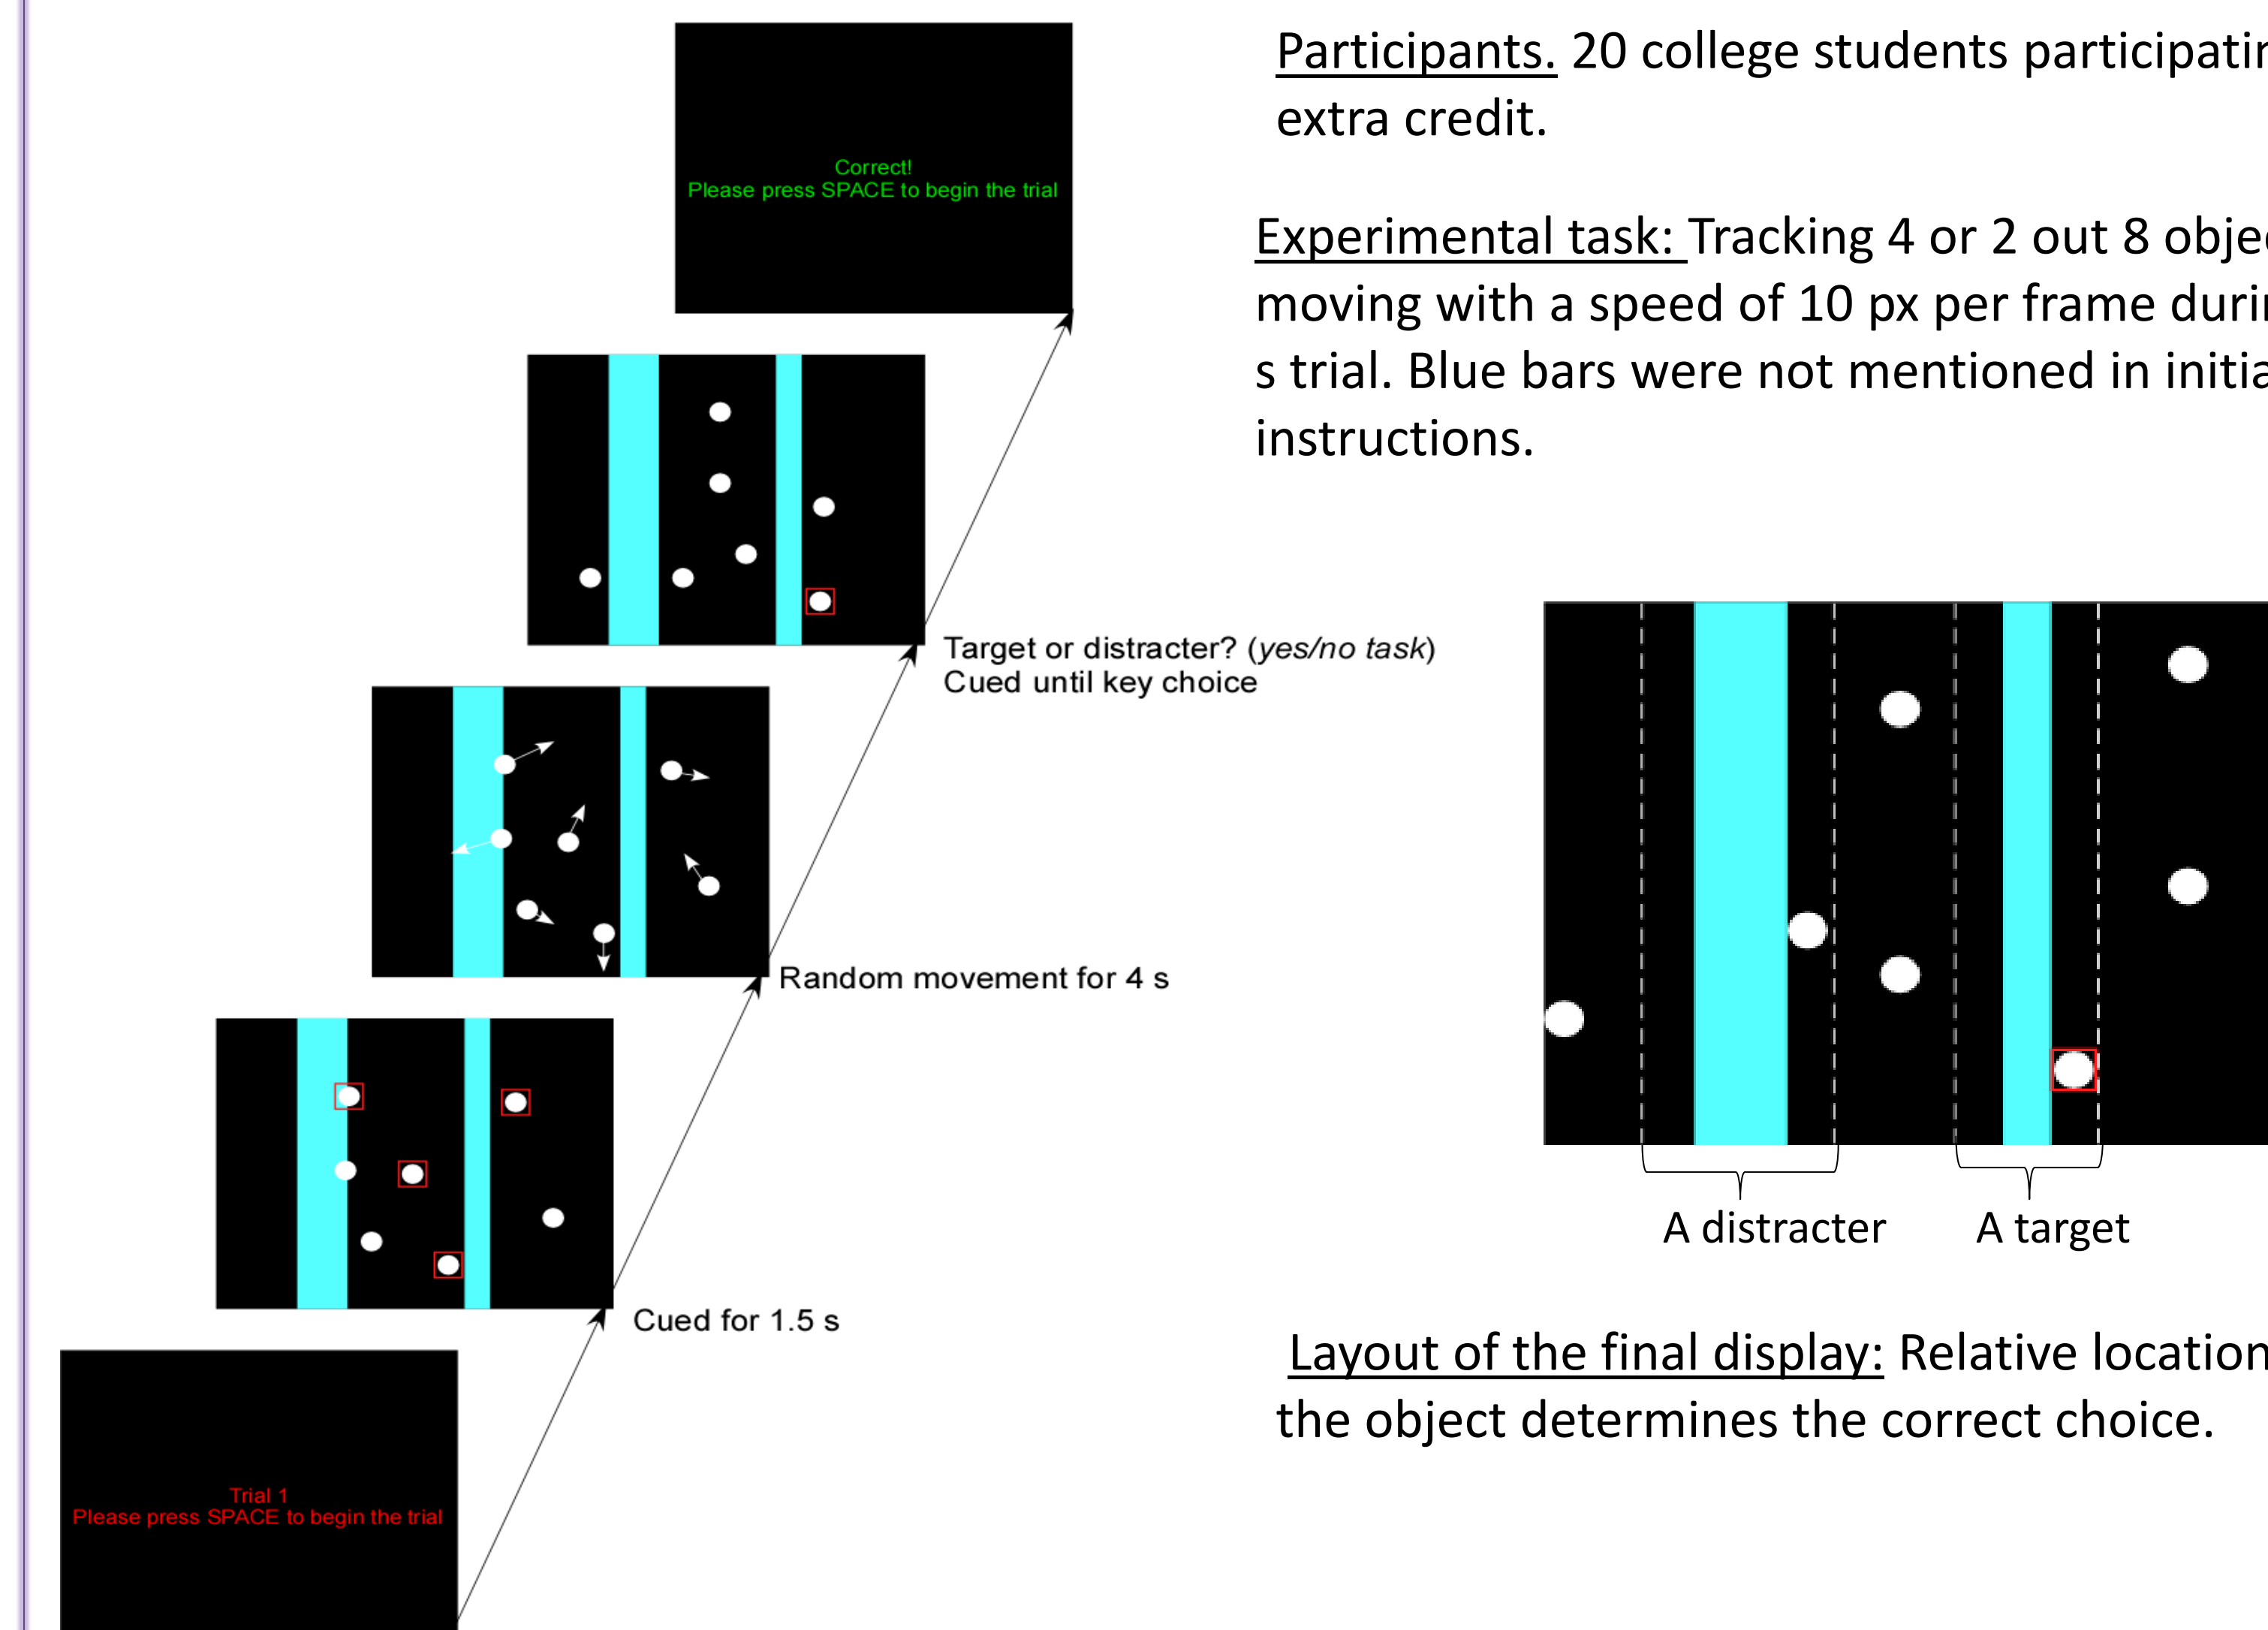 Correct!
Please press SPACE to begin the trial
Target or distracter? (yes/no task)
Cued until key choice
Random movement for 4 s
Cued for 1.5 s
Trial 1
Please press SPACE to begin the trial
Participants. 20 college students
extra credit.
Experimental task: Tracking 4 or 2 out 8
moving with a speed of 10 px per frame
s trial. Blue bars were not mentioned in
instructions.
A distracter
A target
Layout of the final display: Relative location
the object determines the correct choice.